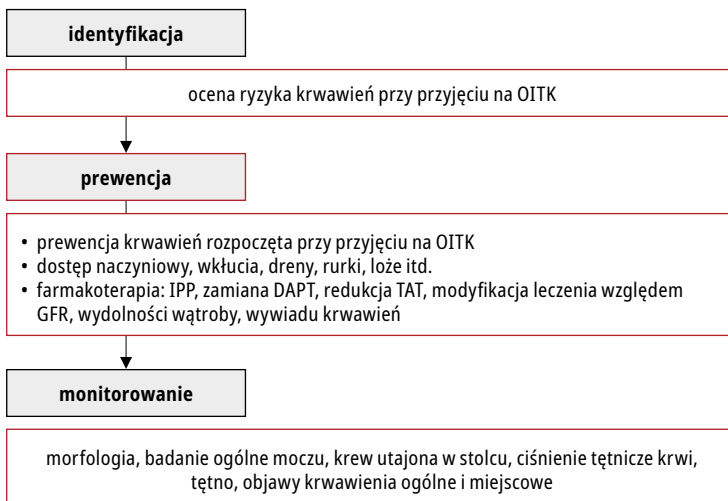 identyfikacja
ocena ryzyka krwawień przy przyjęciu na OITK
prewencja
• prewencja krwawień rozpoczęta przy przyjęciu na OITK
• dostęp naczyniowy, wkłucia, dreny, rurki, loże itd.
• farmakoterapia: IPP, zamiana DAPT, redukcja TAT, modyfikacja leczenia względem
GFR, wydolności wątroby, wywiadu krwawień
monitorowanie
morfologia, badanie ogólne moczu, krew utajona w stolcu, ciśnienie tętnicze krwi,
tętno, objawy krwawienia ogólne i miejscowe